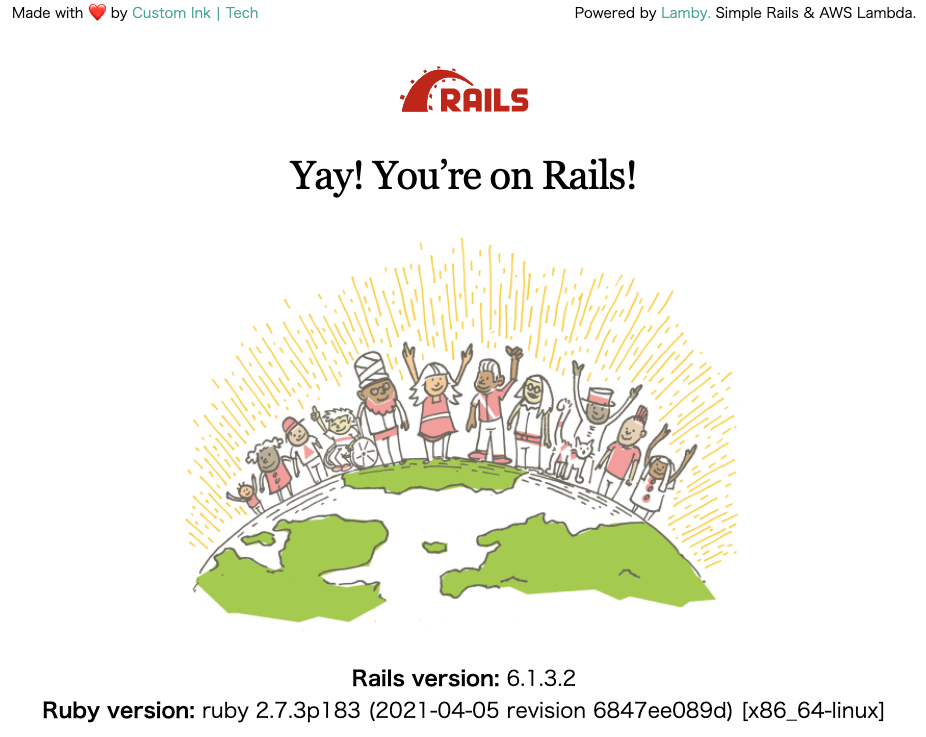 Made with ❤️ by Custom Ink | Tech
Powered by Lamby. Simple Rails & AWS Lambda.
RAILS
Yay! You’re on Rails!
Rails version: 6.1.3.2
Ruby version: ruby 2.7.3p183 (2021-04-05 revision 6847ee089d) [x86_64-linux]